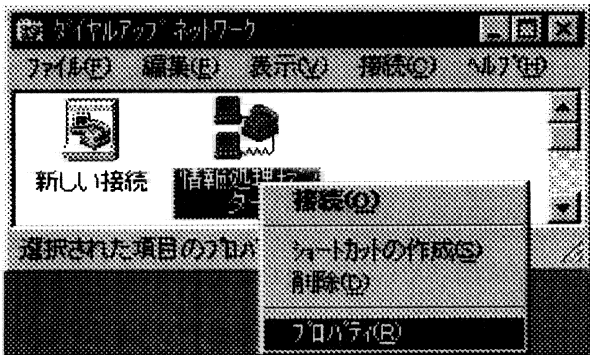 ダイヤルアップ ネットワーク
ファイル(F) 編集(E) 表示(V) 接続(C) ヘルプ(H)
新しい接続
情報処理セ
ター
接続(O)
選択された項目のプロパ
ショートカットの作成(S)
削除(D)
プロパティ(R)